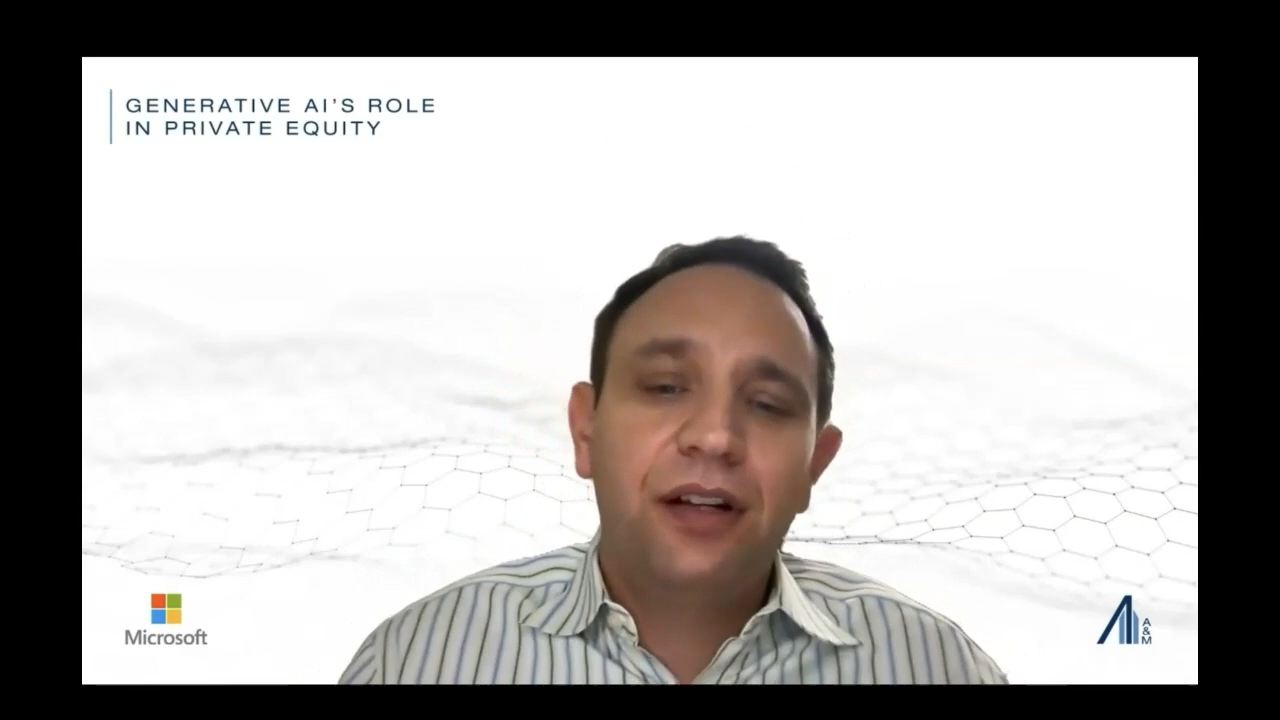 GENERATIVE AI'S ROLE
IN PRIVATE EQUITY
Microsoft
A
&
M